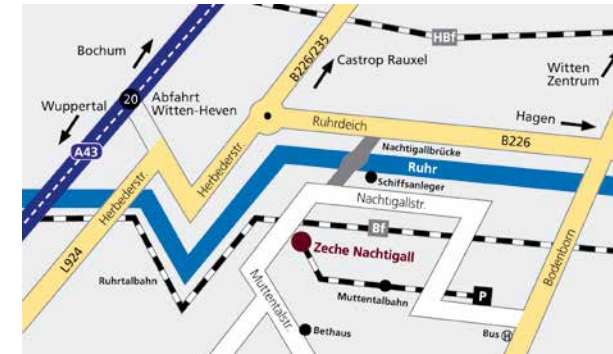 HBf
Bochum
B226/235
Castrop Rauxel
Witten
Zentrum
20
Abfahrt
Witten-Heven
Wuppertal
Hagen
Ruhrdeich
B226
A43
Herbederstr.
Herbederstr.
Nachtigallbrücke
Ruhr
Schiffsanleger
Nachtigallstr.
Bf
Zeche Nachtigall
L924
Ruhrtalbahn
Muttentalstr.
Muttentalbahn
P
Bodenborn
Bethaus
Bus H